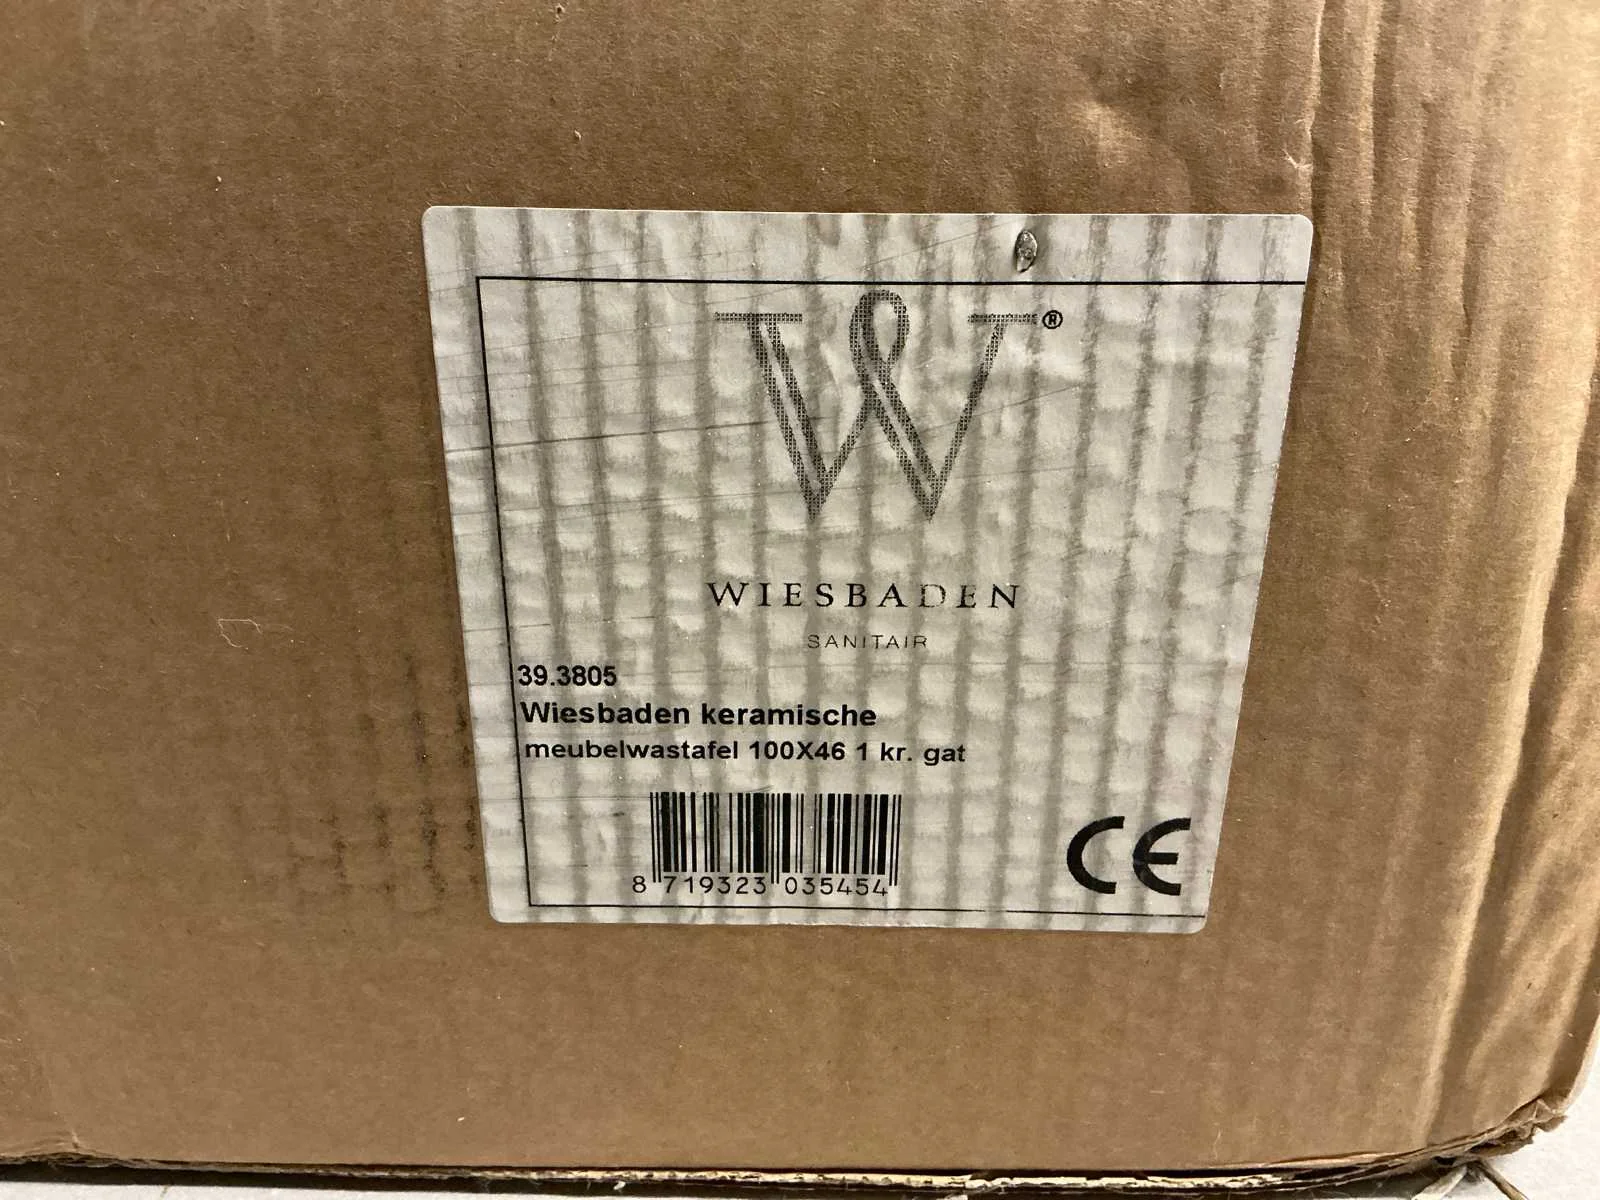 W®
WIESBADEN
SANITAIR
39.3805
Wiesbaden keramische
meubelwastafel 100X46 1 kr. gat
8 719323 035454
CE